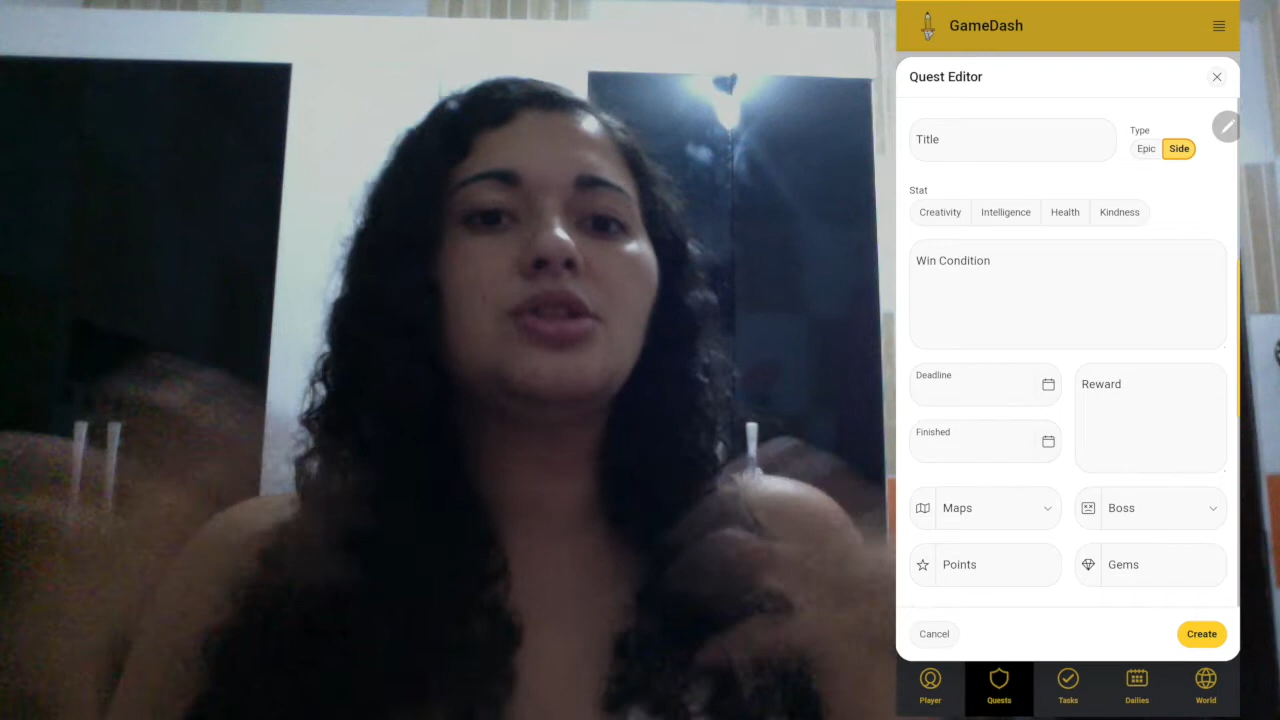 GameDash
Quest Editor
Title
Type
Epic
Side
Stat
Creativity
Intelligence
Health
Kindness
Win Condition
Deadline
Reward
Finished
Maps
Boss
Points
Gems
Cancel
Create
Player
Quests
Tasks
Dailies
World